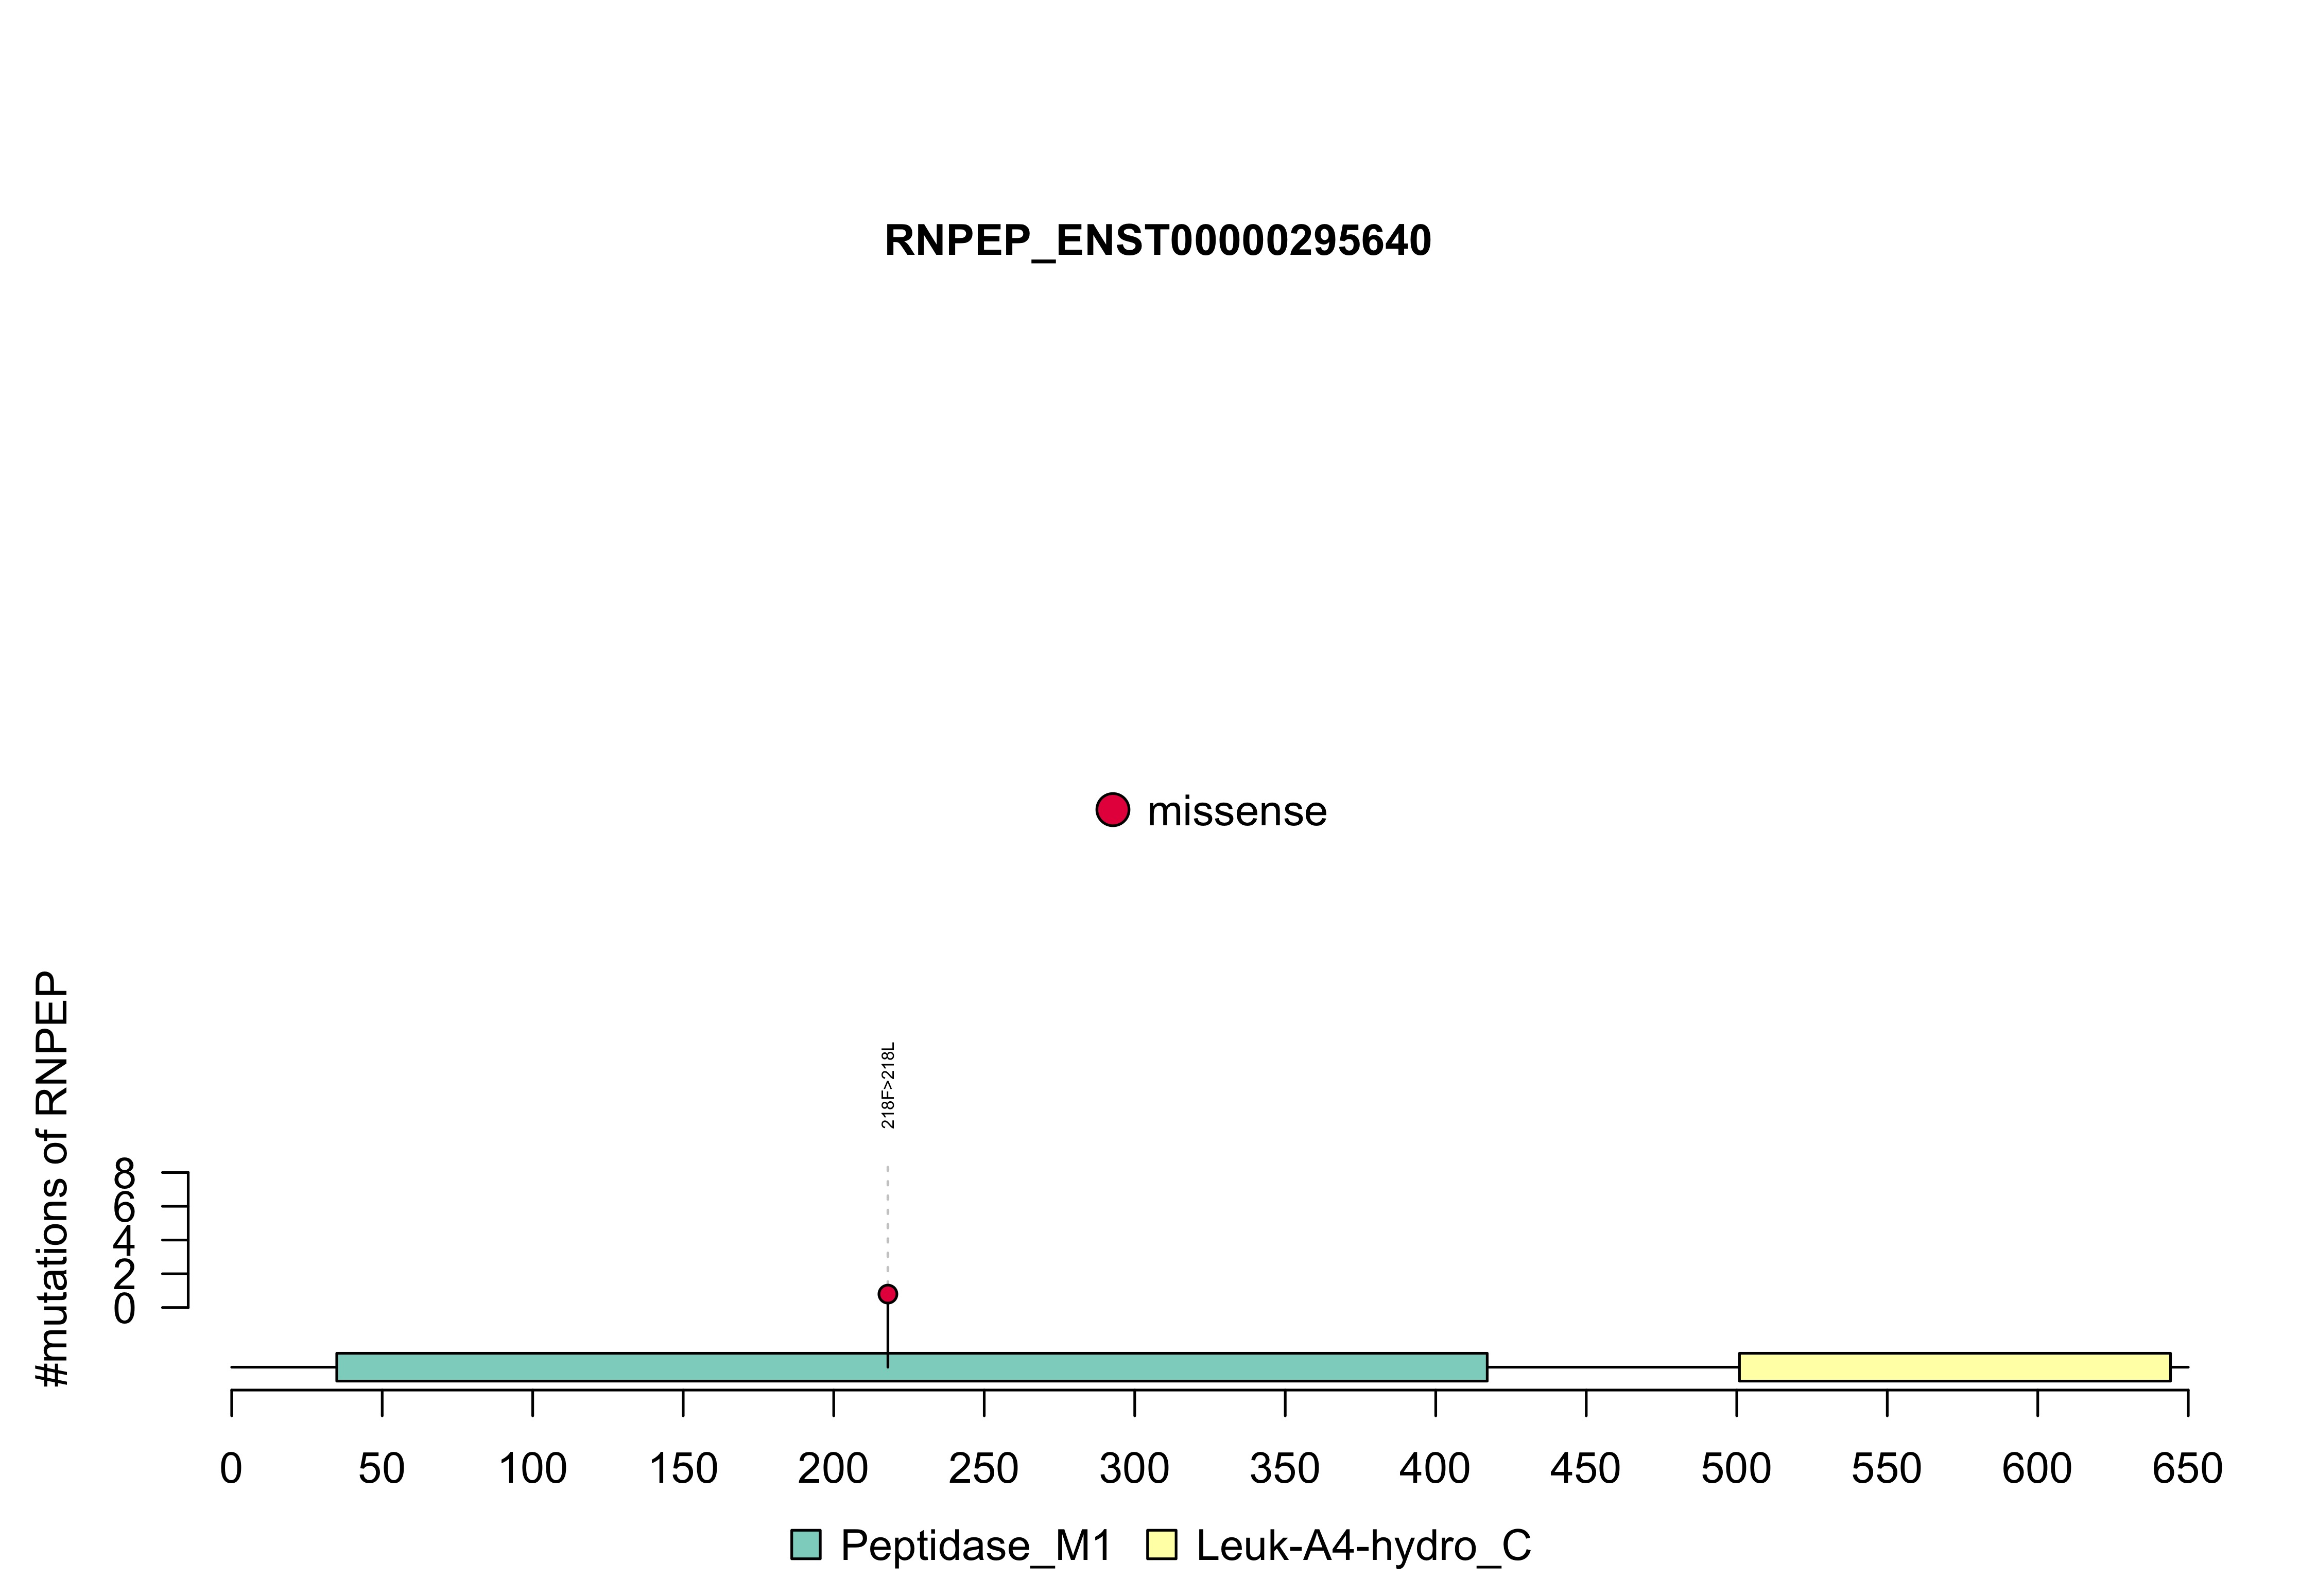 RNPEP_ENST00000295640
missense
#mutations of RNPEP
218F>218L
8
6
4
2
0
0 50 100 150 200 250 300 350 400 450 500 550 600 650
Peptidase_M1 Leuk-A4-hydro_C